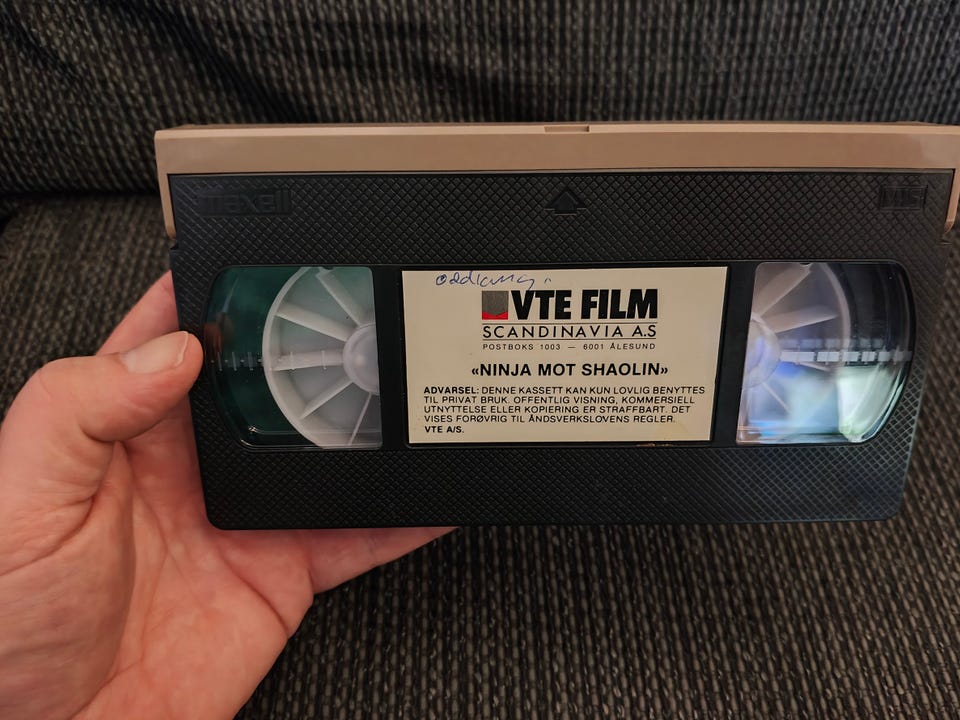 maxell
VHS
VTE FILM
SCANDINAVIA A.S
POSTBOKS 1003 — 6001 ÅLESUND
«NINJA MOT SHAOLIN»
ADVARSEL: DENNE KASSETT KAN KUN LOVLIG BENYTTES
TIL PRIVAT BRUK. OFFENTLIG VISNING, KOMMERSIELL
UTNYTTELSE ELLER KOPIERING ER STRAFFBART. DET
VISES FORØVRIG TIL ÅNDSVERKSLOVENS REGLER.
VTE A/S.